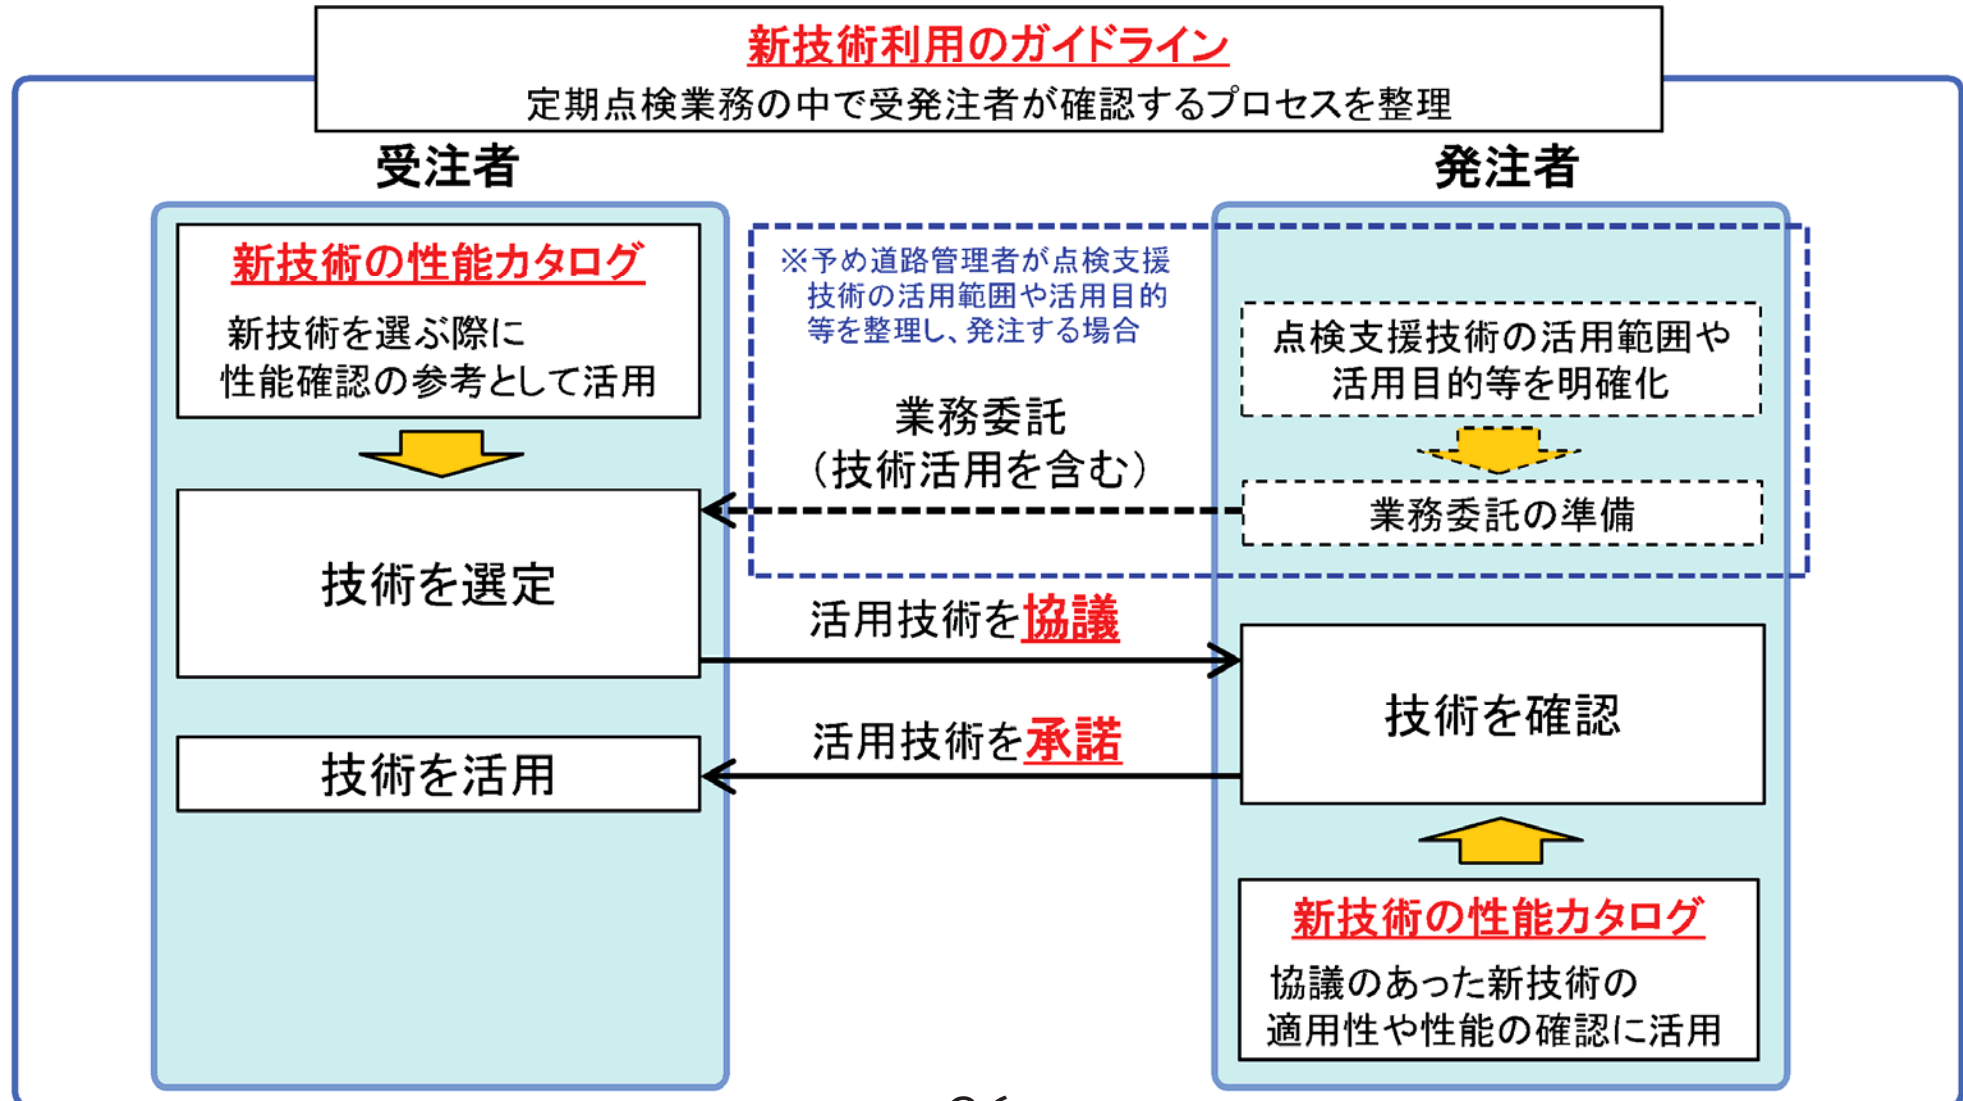 新技術利用のガイドライン
定期点検業務の中で受発注者が確認するプロセスを整理
受注者
発注者
新技術の性能カタログ
新技術を選ぶ際に
性能確認の参考として活用
※予め道路管理者が点検支援
技術の活用範囲や活用目的
等を整理し、発注する場合
点検支援技術の活用範囲や
活用目的等を明確化
業務委託
（技術活用を含む）
業務委託の準備
技術を選定
活用技術を協議
技術を確認
活用技術を承諾
技術を活用
新技術の性能カタログ
協議のあった新技術の
適用性や性能の確認に活用